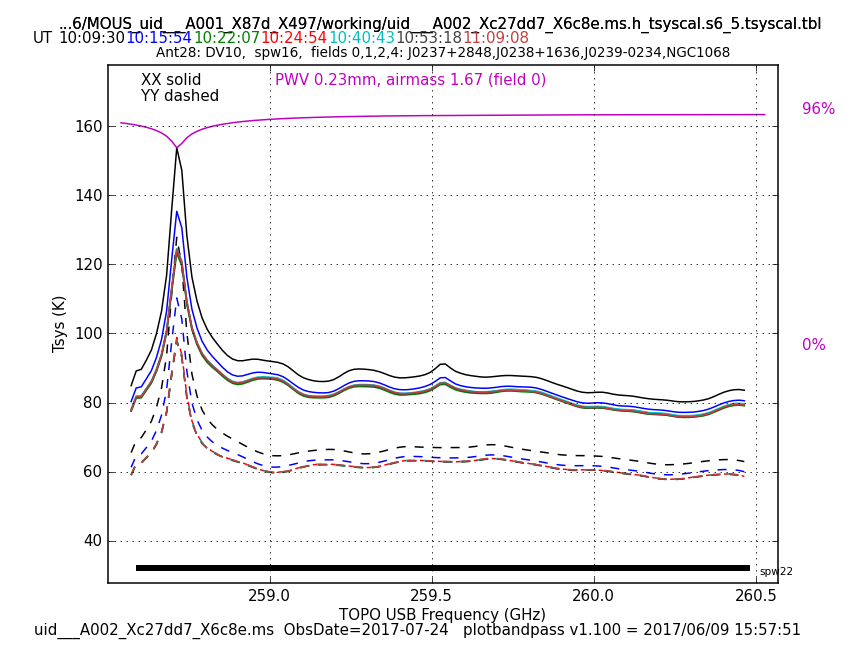 ...6/MOUS_uid___A001_X87d_X497/working/uid___A002_Xc27dd7_X6c8e.ms.h_tsyscal.s6_5.tsyscal.tbl
UT 10:09:30 10:15:54 10:22:07 10:24:54 10:40:43 10:53:18 11:09:08
Ant28: DV10, spw16, fields 0,1,2,4: J0237+2848,J0238+1636,J0239-0234,NGC1068
XX solid PWV 0.23mm, airmass 1.67 (field 0)
YY dashed
96%
0%
160
140
120
100
80
60
40
Tsys (K)
spw22
259.0 259.5 260.0 260.5
TOPO USB Frequency (GHz)
uid___A002_Xc27dd7_X6c8e.ms ObsDate=2017-07-24 plotbandpass v1.100 = 2017/06/09 15:57:51